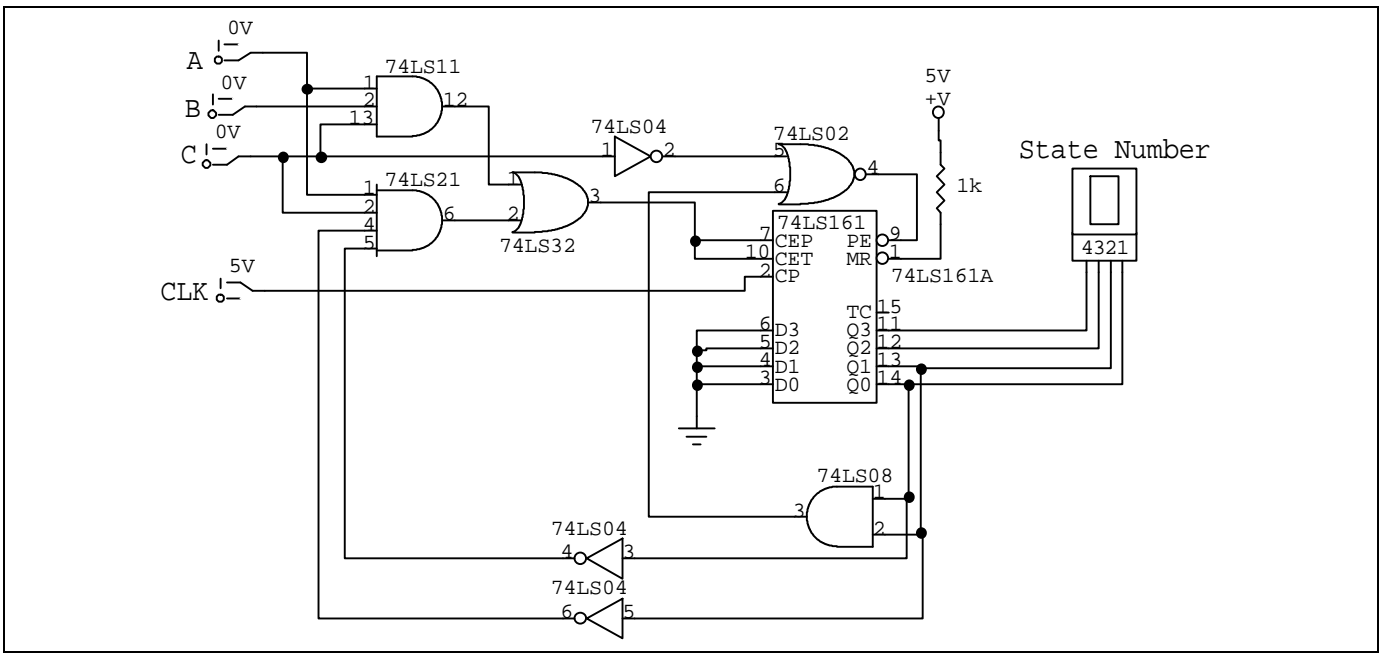 0V
A
0V
B
0V
C
74LS11
1
2
13
12
74LS21
1
2
4
5
6
1
2
3
74LS32
74LS04
1
2
74LS02
5
6
4
5V
+V
1k
State Number
4321
74LS161
7 CEP PE 9
10 CET MR 1
2 CP
74LS161A
TC 15
6 D3 Q3 11
5 D2 Q2 12
4 D1 Q1 13
3 D0 Q0 14
5V
CLK
74LS08
1
2
3
74LS04
4
3
74LS04
6
5